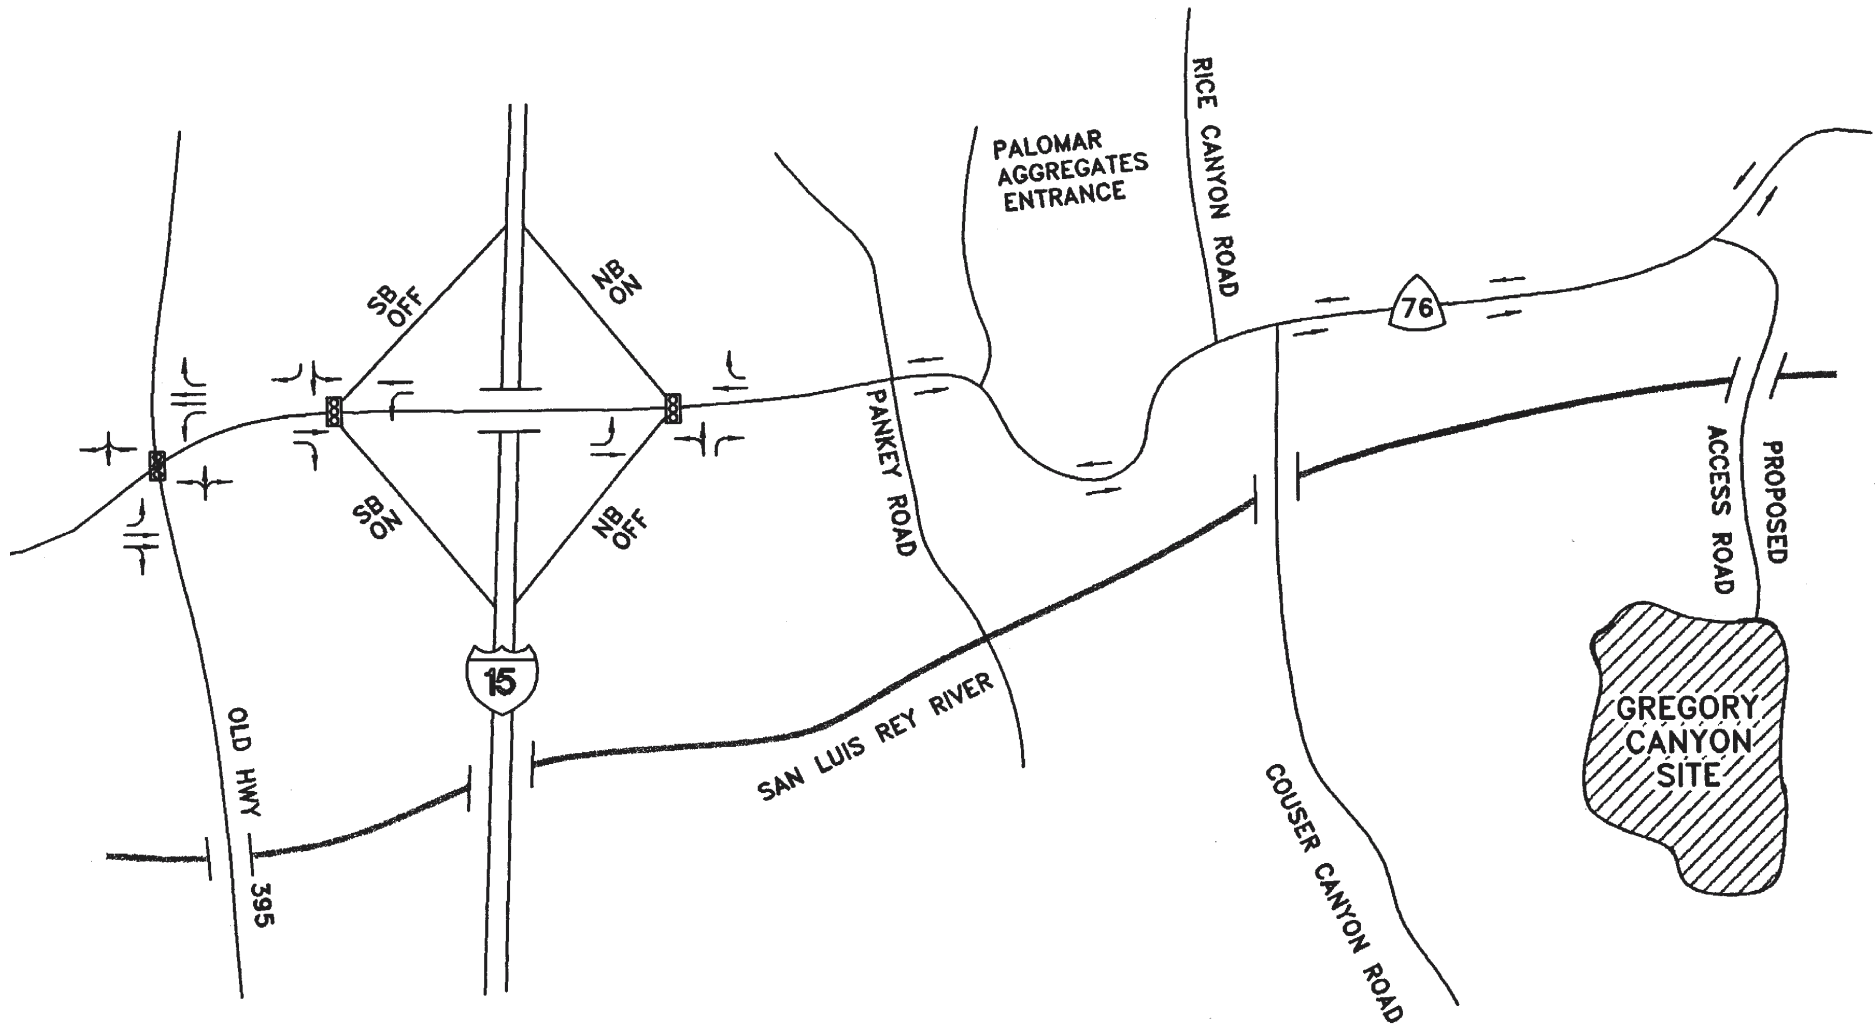 RICE CANYON ROAD
PALOMAR
AGGREGATES
ENTRANCE
SB
OFF
NB
ON
76
PANKEY ROAD
SB
ON
NB
OFF
ACCESS ROAD
PROPOSED
15
OLD HWY 395
SAN LUIS REY RIVER
GREGORY
CANYON
SITE
COUSER CANYON ROAD